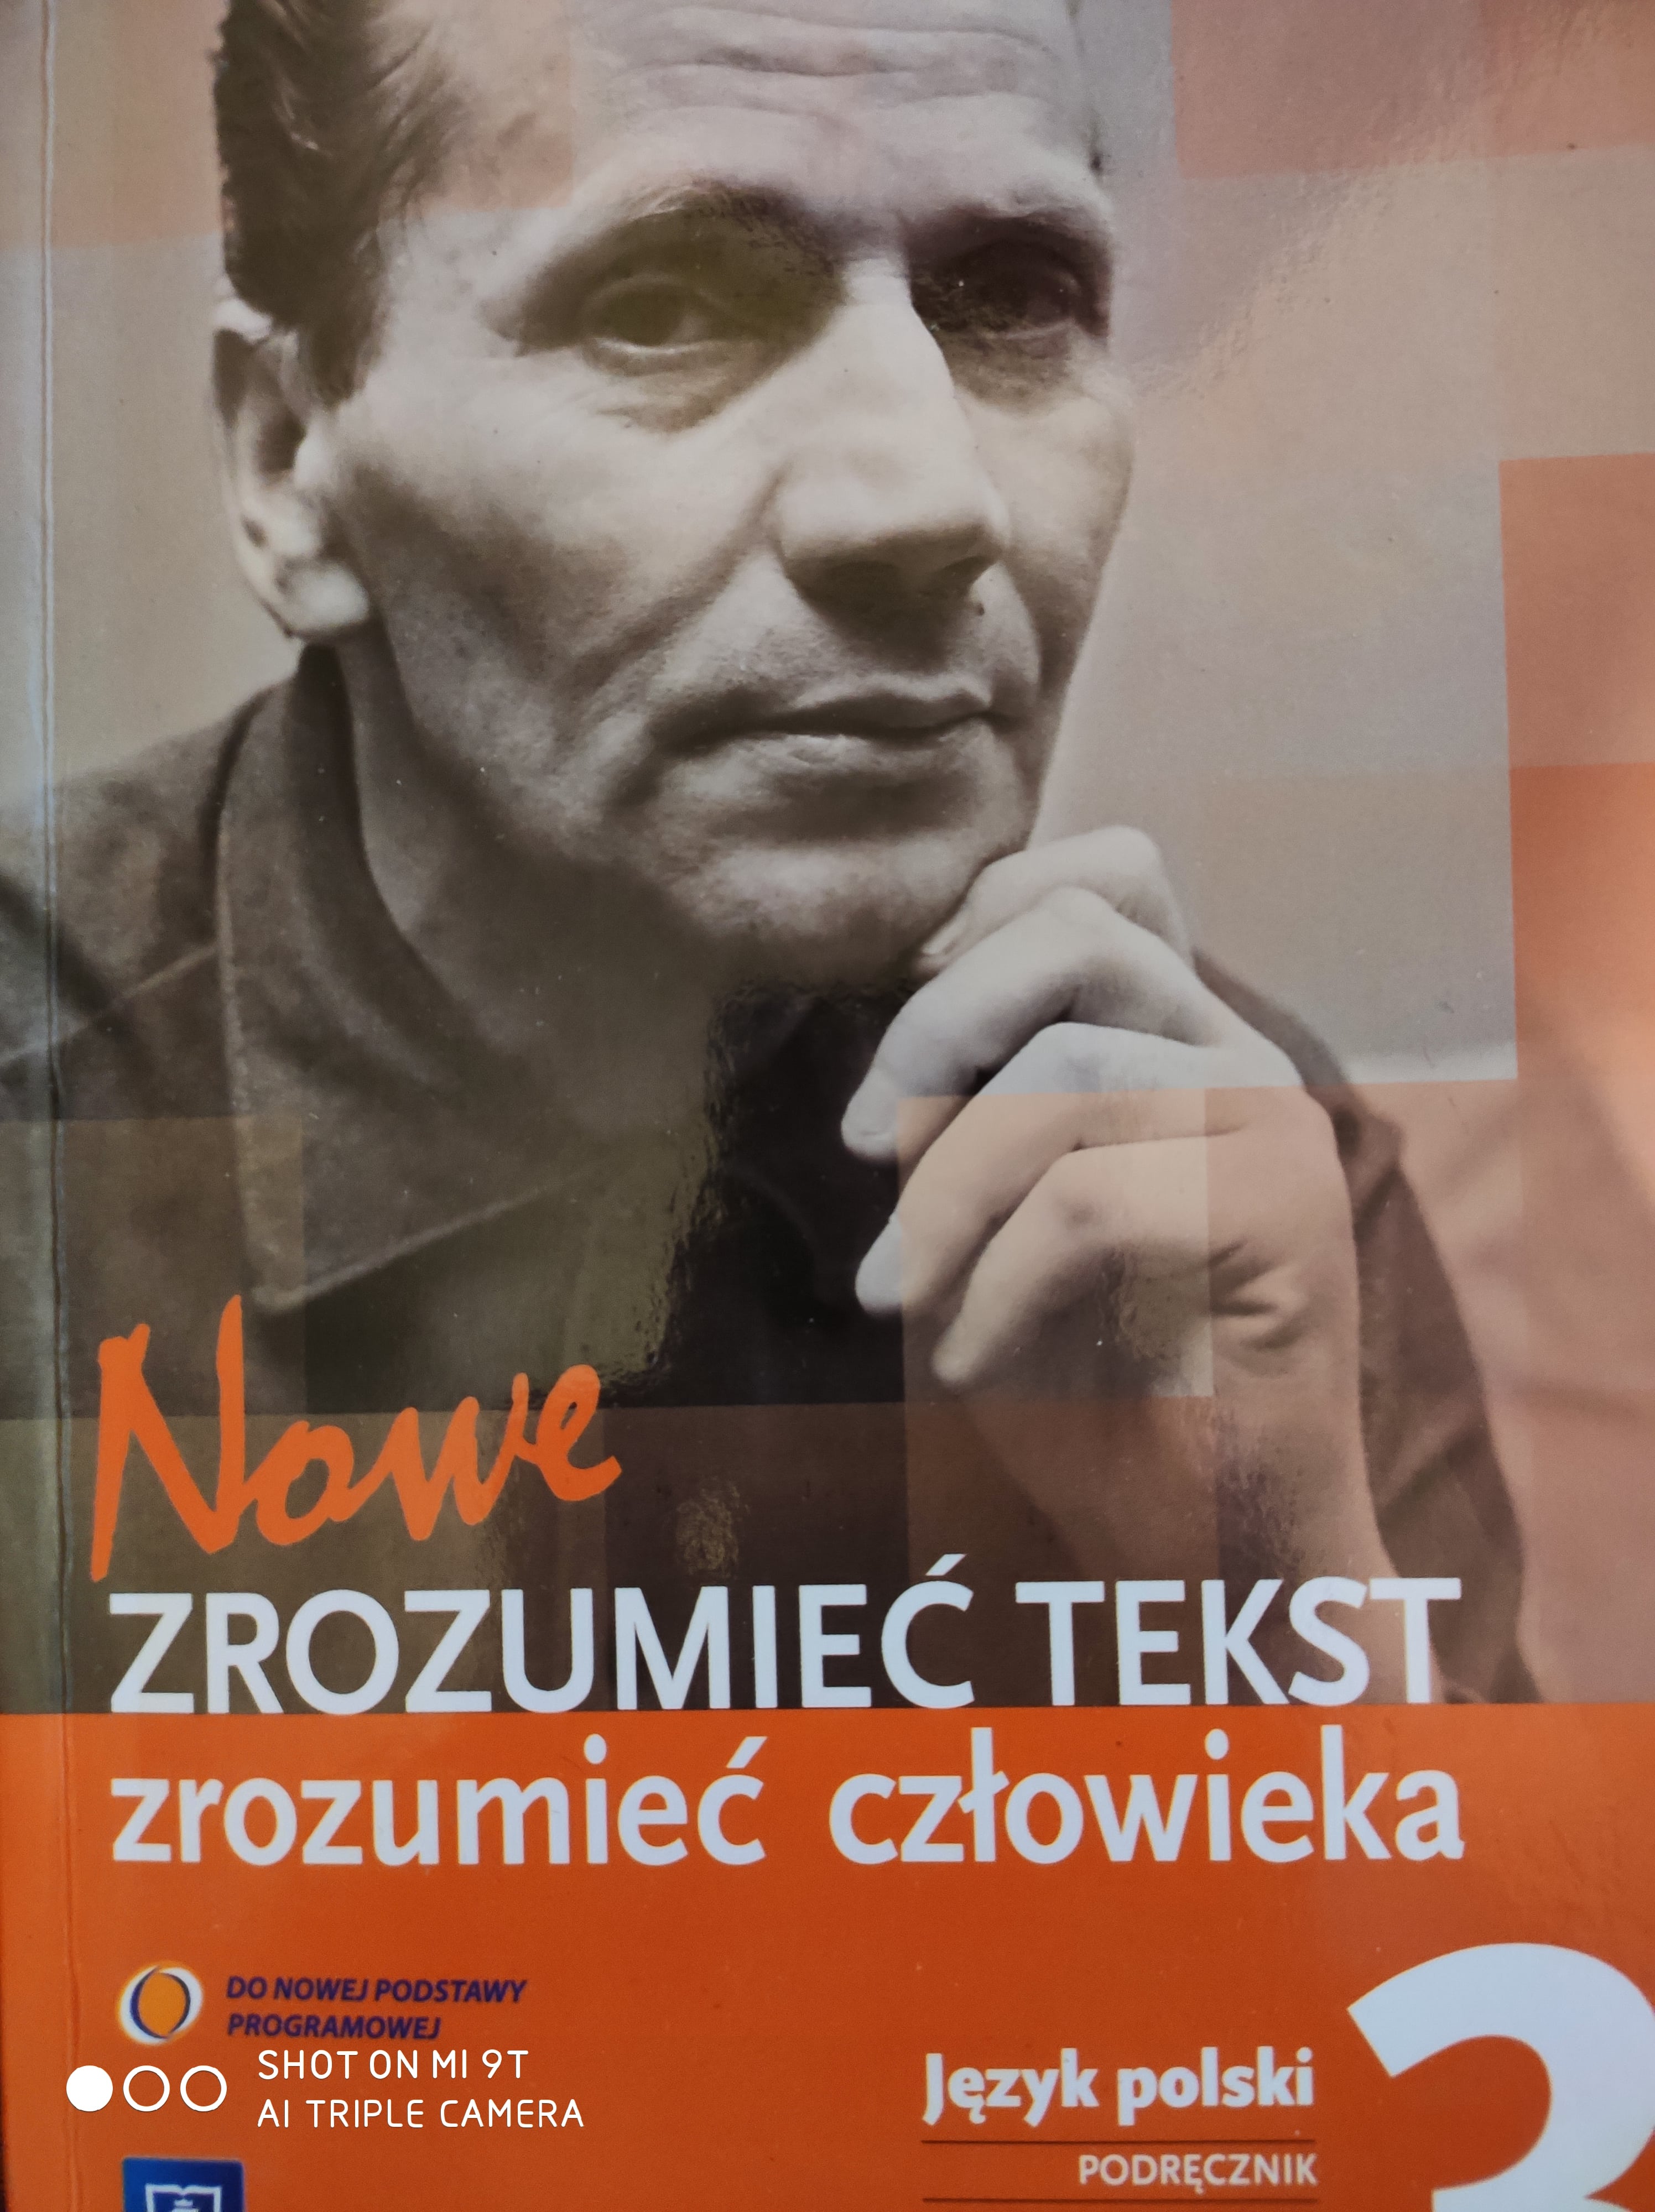 Nowe
ZROZUMIEĆ TEKST
zrozumieć człowieka
DO NOWEJ PODSTAWY
PROGRAMOWEJ
SHOT ON MI 9T
AI TRIPLE CAMERA
Język polski
PODRĘCZNIK
3